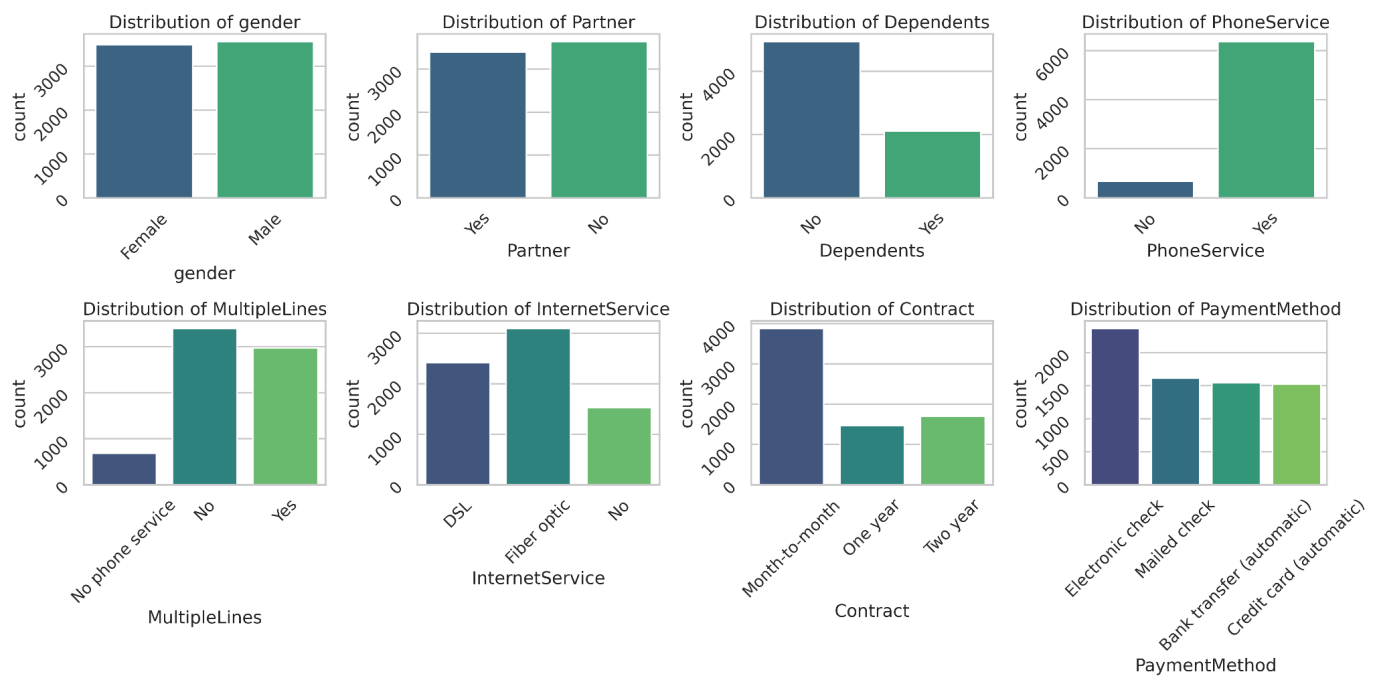 Distribution of gender
count
3000
2000
1000
0
Female
Male
gender
Distribution of Partner
count
3000
2000
1000
0
Yes
No
Partner
Distribution of Dependents
count
4000
2000
0
No
Yes
Dependents
Distribution of PhoneService
count
6000
4000
2000
0
No
Yes
PhoneService
Distribution of MultipleLines
count
3000
2000
1000
0
No phone service
No
Yes
MultipleLines
Distribution of InternetService
count
3000
2000
1000
0
DSL
Fiber optic
No
InternetService
Distribution of Contract
count
4000
3000
2000
1000
0
Month-to-month
One year
Two year
Contract
Distribution of PaymentMethod
count
2000
1500
1000
500
0
Electronic check
Mailed check
Bank transfer (automatic)
Credit card (automatic)
PaymentMethod